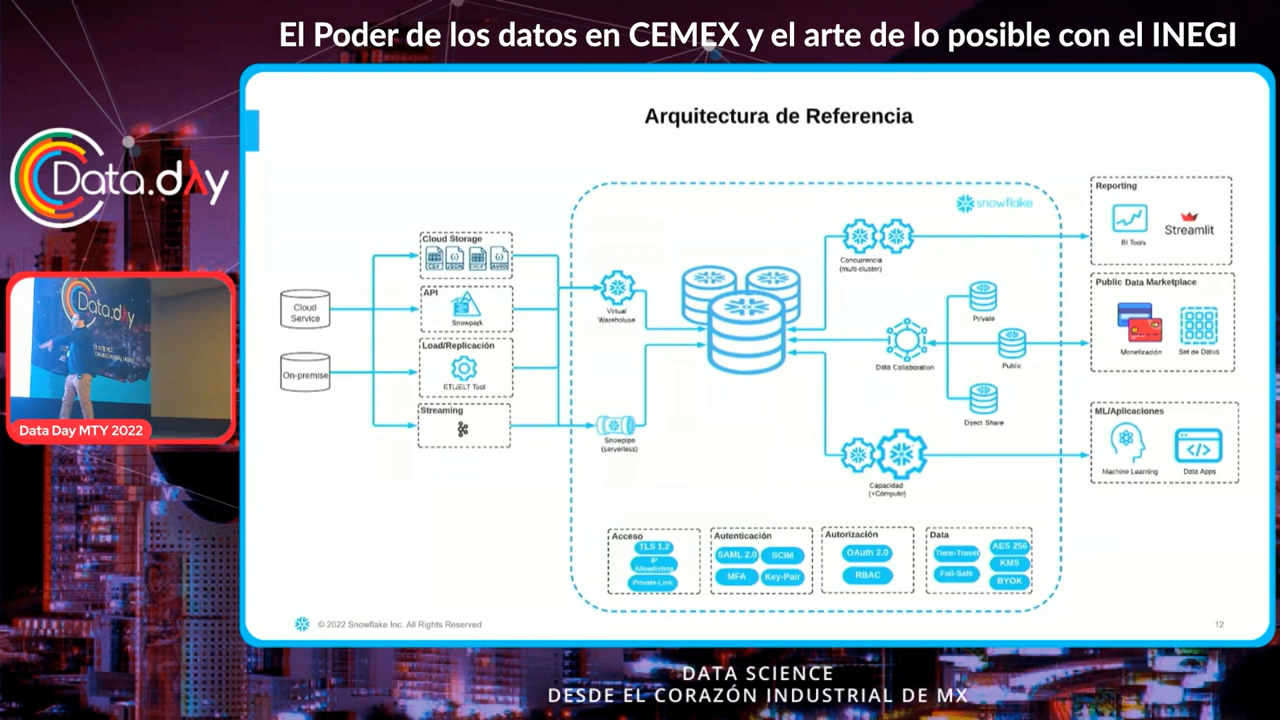 El Poder de los datos en CEMEX y el arte de lo posible con el INEGI
Data.dλy
Data.dλy
Data Day MTY 2022
Arquitectura de Referencia
snowflake
Cloud
Service
On-premise
Cloud Storage
CSV
JSON
AVRO
API
Snowpark
Load/Replicación
ETL/ELT Tool
Streaming
Virtual
Warehouse
Snowpipe
(serverless)
Concurrencia
(multi-cluster)
Data Collaboration
Private
Public
Direct Share
Capacidad
(+Cómputo)
Reporting
BI Tools
Streamlit
Public Data Marketplace
Monetización
Set de Datos
ML/Aplicaciones
Machine Learning
Data Apps
Acceso
TLS 1.2
IP
Allowlisting
Private-Link
Autenticación
SAML 2.0
SCIM
MFA
Key-Pair
Autorización
OAuth 2.0
RBAC
Data
Time-Travel
Fail-Safe
AES 256
KMS
BYOK
© 2022 Snowflake Inc. All Rights Reserved
12
DATA SCIENCE
DESDE EL CORAZÓN INDUSTRIAL DE MX